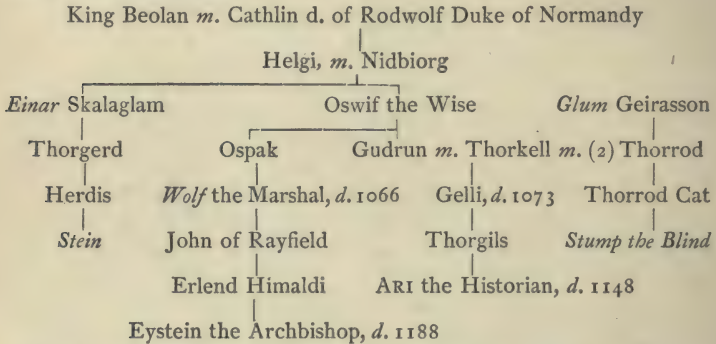 King Beolan m. Cathlin d. of Rodwolf Duke of Normandy
Helgi, m. Nidbiorg
Einar Skalaglam Oswif the Wise Glum Geirasson
Thorgerd Ospak Gudrun m. Thorkell m. (2) Thorrod
Herdis Wolf the Marshal, d. 1066 Gelli, d. 1073 Thorrod Cat
Stein John of Rayfield Thorgils Stump the Blind
Erlend Himaldi ARI the Historian, d. 1148
Eystein the Archbishop, d. 1188